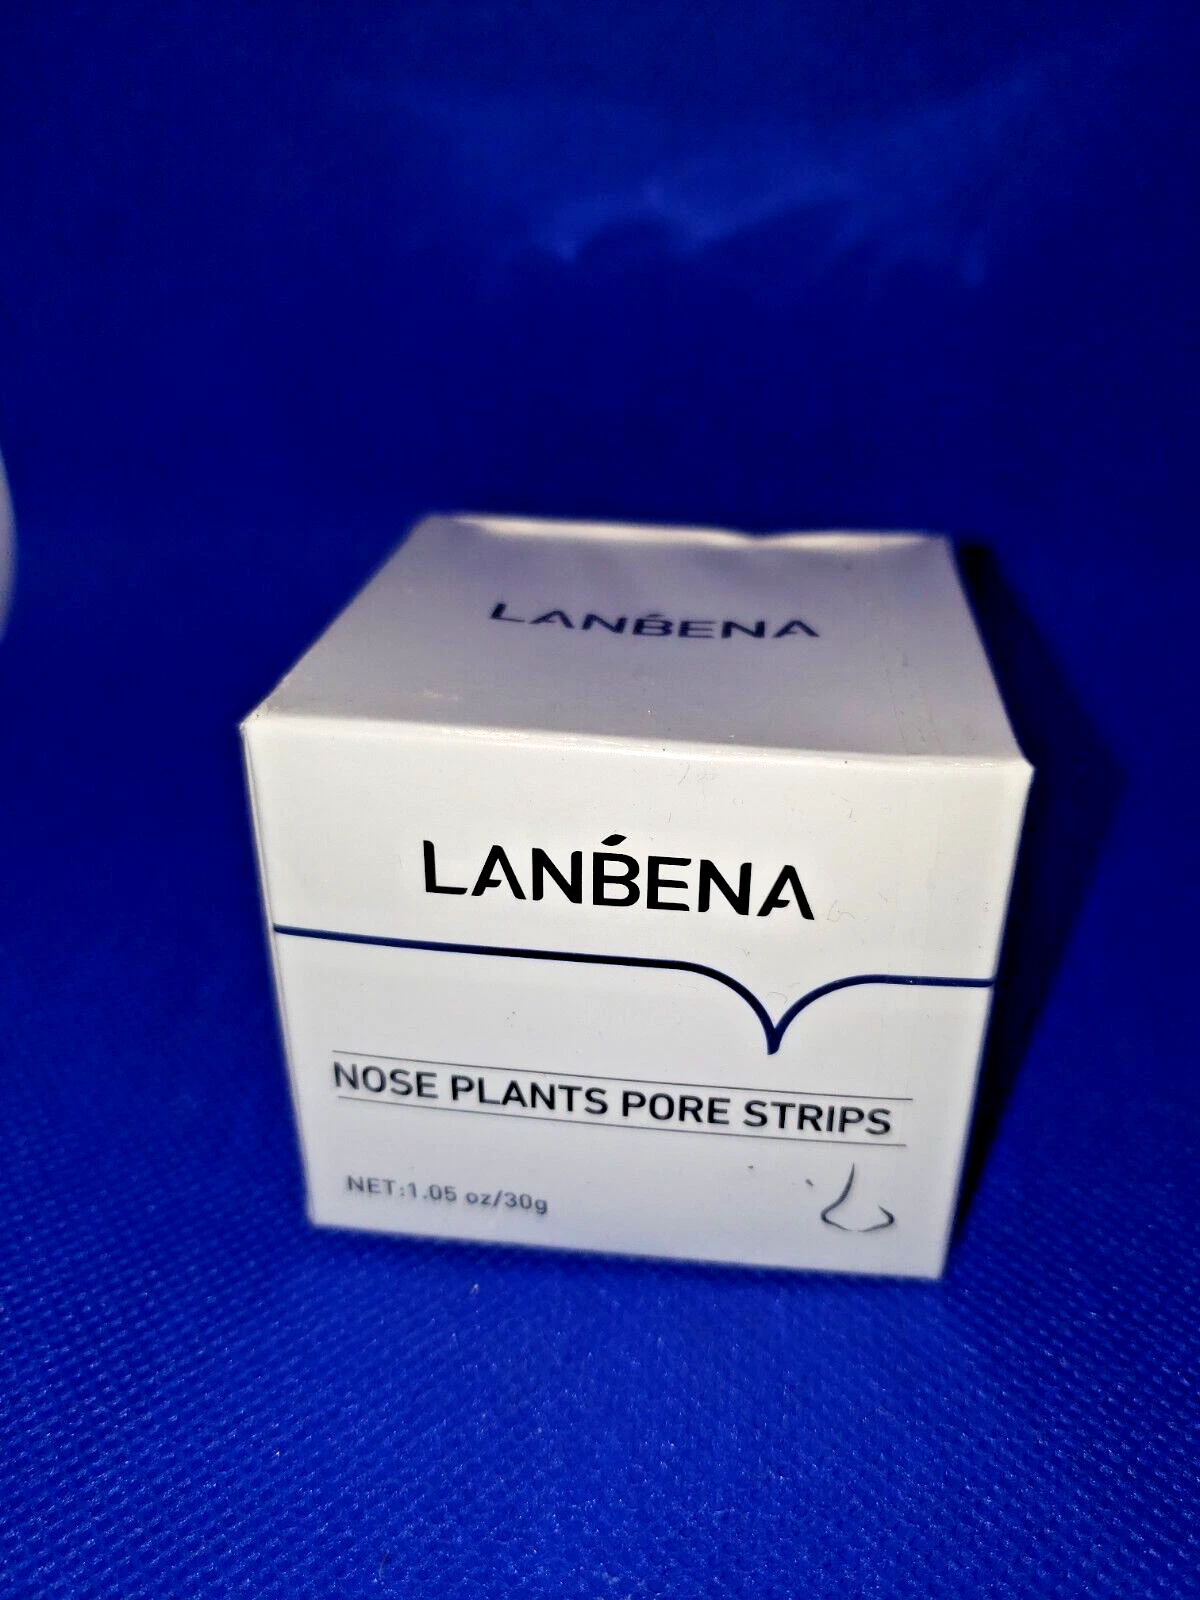 LANBENA
LANBENA
NOSE PLANTS PORE STRIPS
NET:1.05 oz/30g